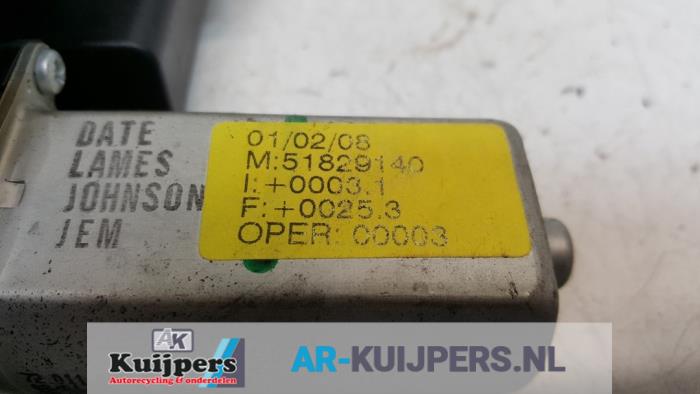 DATE
LAMES
JOHNSON
JEM
01/02/08
M:51829140
I:+0003.1
F:+0025.3
OPER: 00003
AK
Kuijpers
Autorecycling & onderdelen
AR-KUIJPERS.NL